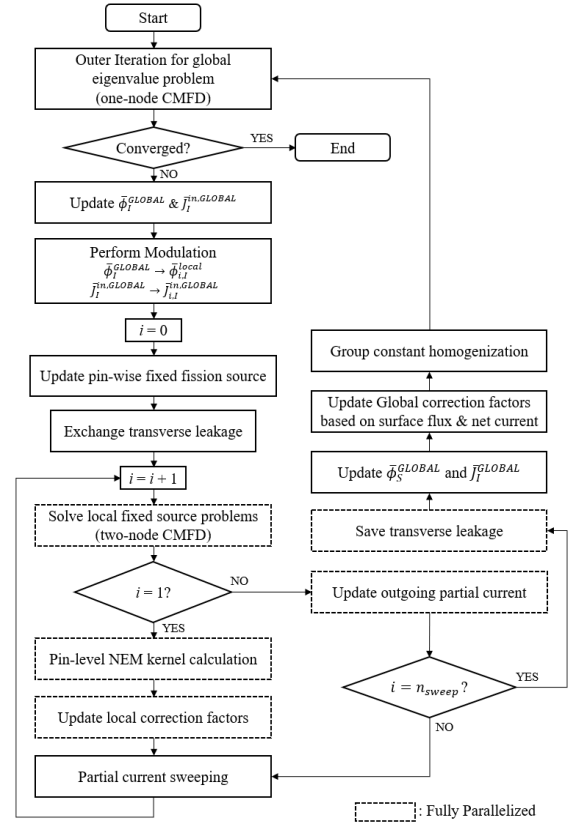 Start
Outer Iteration for global
eigenvalue problem
(one-node CMFD)
Converged?
YES
End
NO
Update ϕ̄_I^GLOBAL & J̄_I^in,GLOBAL
Perform Modulation
ϕ̄_I^GLOBAL → ϕ̄_i,I^local
J̄_I^in,GLOBAL → J̄_i,I^in,GLOBAL
i = 0
Update pin-wise fixed fission source
Exchange transverse leakage
i = i + 1
Solve local fixed source problems
(two-node CMFD)
i = 1?
NO
YES
Pin-level NEM kernel calculation
Update local correction factors
Partial current sweeping
Group constant homogenization
Update Global correction factors
based on surface flux & net current
Update ϕ̄_S^GLOBAL and J̄_I^GLOBAL
Save transverse leakage
Update outgoing partial current
i = n_sweep ?
YES
NO
: Fully Parallelized